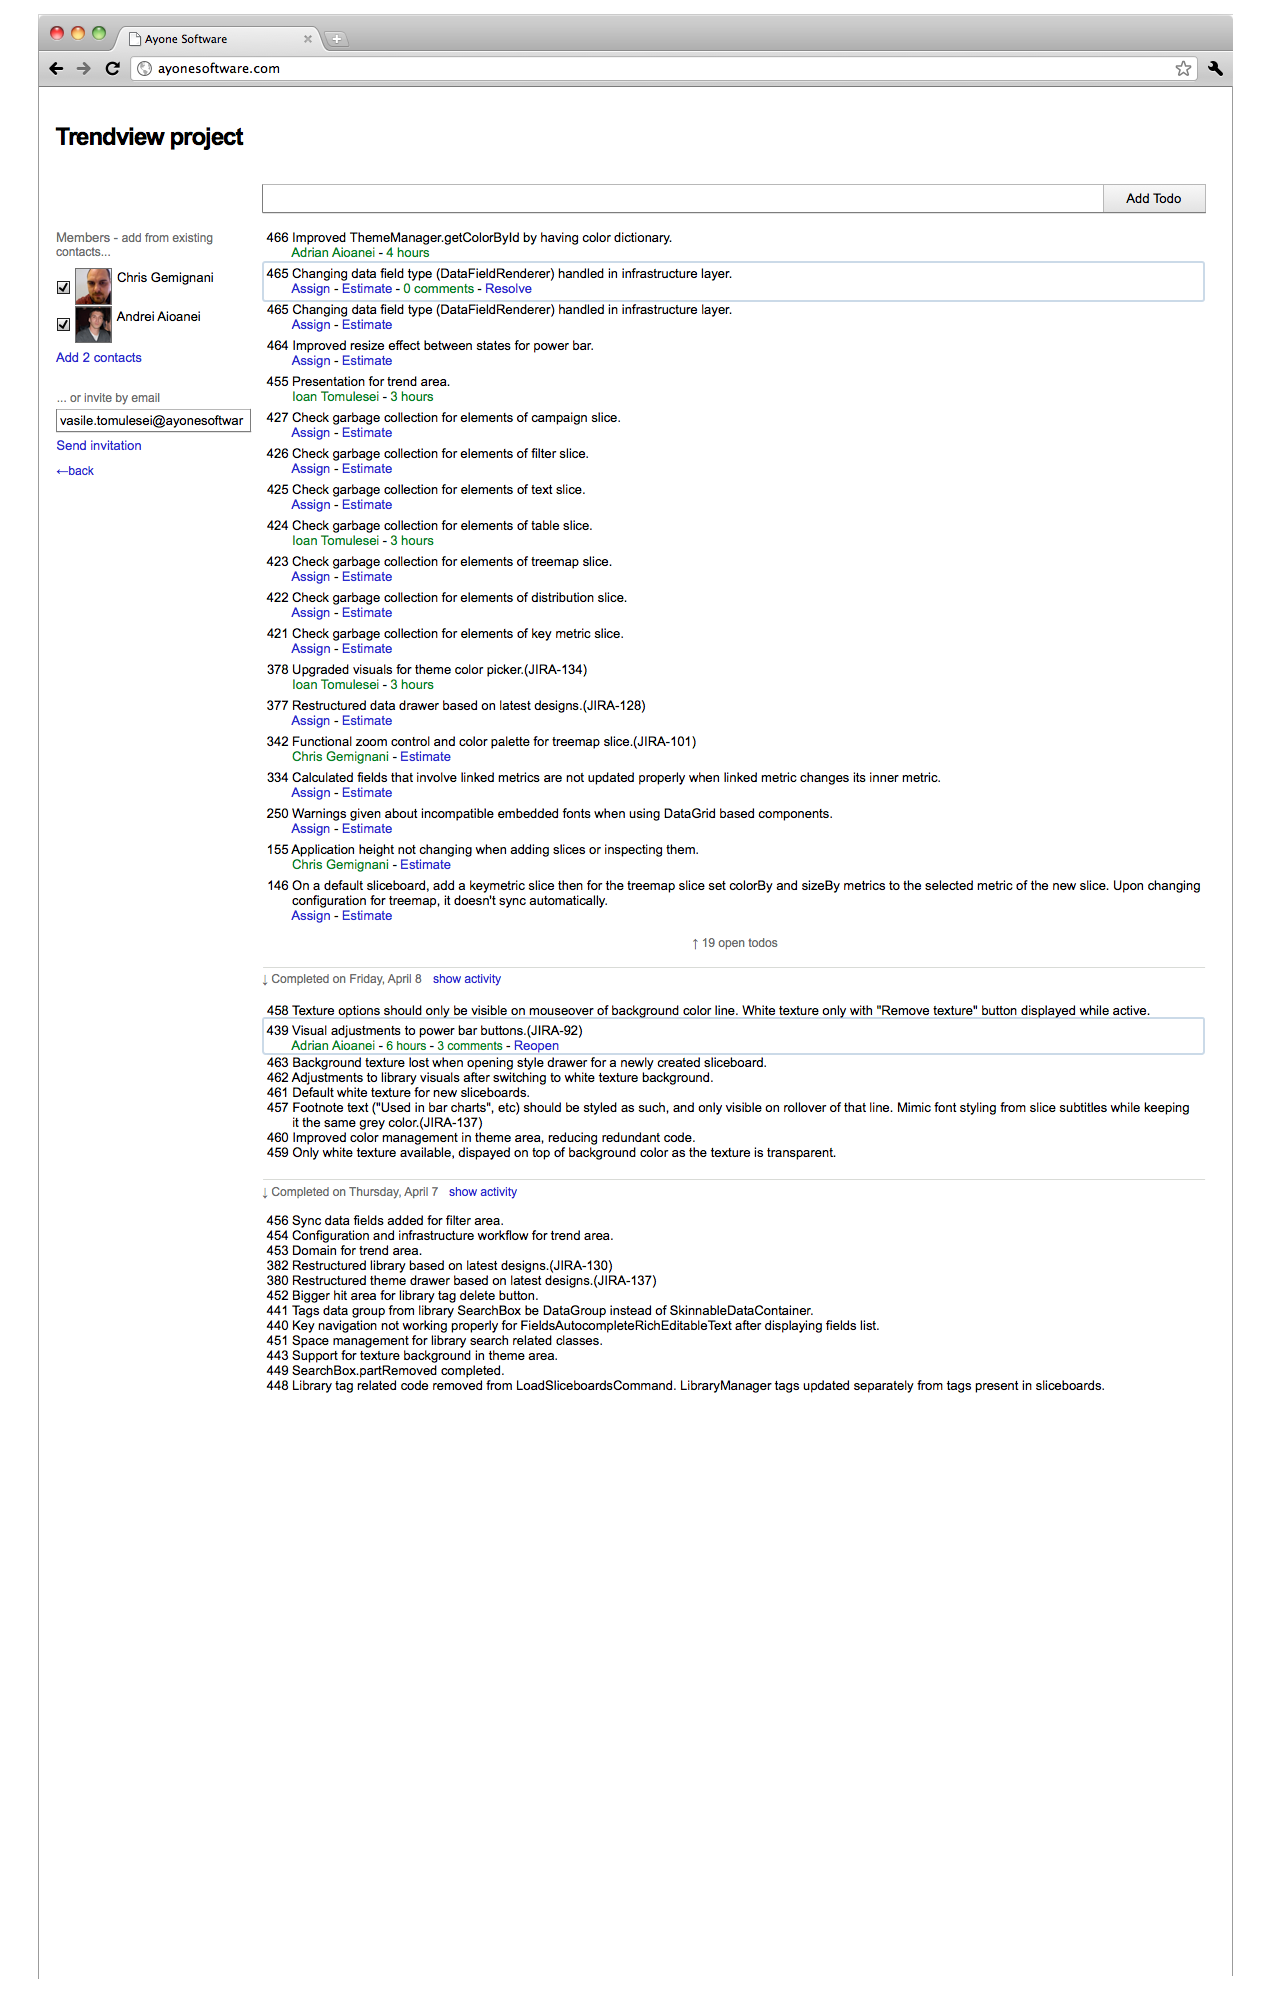 Ayone Software
ayonesoftware.com
Trendview project
Add Todo
Members - add from existing
contacts...
Chris Gemignani
Andrei Aioanei
Add 2 contacts
... or invite by email
vasile.tomulesei@ayonesoftwar
Send invitation
←back
466 Improved ThemeManager.getColorById by having color dictionary.
Adrian Aioanei - 4 hours
465 Changing data field type (DataFieldRenderer) handled in infrastructure layer.
Assign - Estimate - 0 comments - Resolve
465 Changing data field type (DataFieldRenderer) handled in infrastructure layer.
Assign - Estimate
464 Improved resize effect between states for power bar.
Assign - Estimate
455 Presentation for trend area.
Ioan Tomulesei - 3 hours
427 Check garbage collection for elements of campaign slice.
Assign - Estimate
426 Check garbage collection for elements of filter slice.
Assign - Estimate
425 Check garbage collection for elements of text slice.
Assign - Estimate
424 Check garbage collection for elements of table slice.
Ioan Tomulesei - 3 hours
423 Check garbage collection for elements of treemap slice.
Assign - Estimate
422 Check garbage collection for elements of distribution slice.
Assign - Estimate
421 Check garbage collection for elements of key metric slice.
Assign - Estimate
378 Upgraded visuals for theme color picker.(JIRA-134)
Ioan Tomulesei - 3 hours
377 Restructured data drawer based on latest designs.(JIRA-128)
Assign - Estimate
342 Functional zoom control and color palette for treemap slice.(JIRA-101)
Chris Gemignani - Estimate
334 Calculated fields that involve linked metrics are not updated properly when linked metric changes its inner metric.
Assign - Estimate
250 Warnings given about incompatible embedded fonts when using DataGrid based components.
Assign - Estimate
155 Application height not changing when adding slices or inspecting them.
Chris Gemignani - Estimate
146 On a default sliceboard, add a keymetric slice then for the treemap slice set colorBy and sizeBy metrics to the selected metric of the new slice. Upon changing
configuration for treemap, it doesn't sync automatically.
Assign - Estimate
↑ 19 open todos
↓ Completed on Friday, April 8 show activity
458 Texture options should only be visible on mouseover of background color line. White texture only with "Remove texture" button displayed while active.
439 Visual adjustments to power bar buttons.(JIRA-92)
Adrian Aioanei - 6 hours - 3 comments - Reopen
463 Background texture lost when opening style drawer for a newly created sliceboard.
462 Adjustments to library visuals after switching to white texture background.
461 Default white texture for new sliceboards.
457 Footnote text ("Used in bar charts", etc) should be styled as such, and only visible on rollover of that line. Mimic font styling from slice subtitles while keeping
it the same grey color.(JIRA-137)
460 Improved color management in theme area, reducing redundant code.
459 Only white texture available, dispayed on top of background color as the texture is transparent.
↓ Completed on Thursday, April 7 show activity
456 Sync data fields added for filter area.
454 Configuration and infrastructure workflow for trend area.
453 Domain for trend area.
382 Restructured library based on latest designs.(JIRA-130)
380 Restructured theme drawer based on latest designs.(JIRA-137)
452 Bigger hit area for library tag delete button.
441 Tags data group from library SearchBox be DataGroup instead of SkinnableDataContainer.
440 Key navigation not working properly for FieldsAutocompleteRichEditableText after displaying fields list.
451 Space management for library search related classes.
443 Support for texture background in theme area.
449 SearchBox.partRemoved completed.
448 Library tag related code removed from LoadSliceboardsCommand. LibraryManager tags updated separately from tags present in sliceboards.